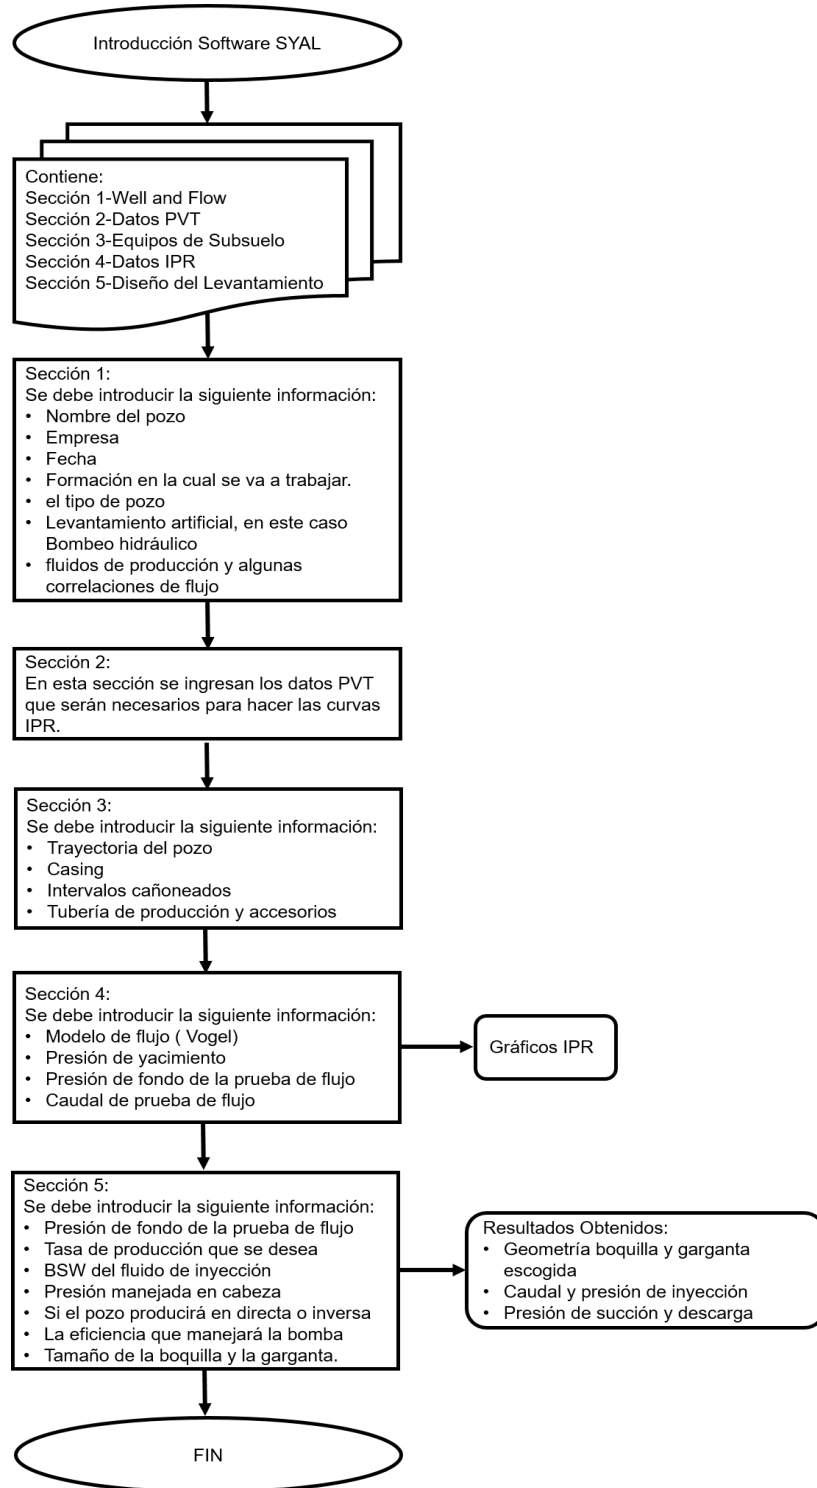 Introducción Software SYAL
Contiene:
Sección 1-Well and Flow
Sección 2-Datos PVT
Sección 3-Equipos de Subsuelo
Sección 4-Datos IPR
Sección 5-Diseño del Levantamiento
Sección 1:
Se debe introducir la siguiente información:
• Nombre del pozo
• Empresa
• Fecha
• Formación en la cual se va a trabajar.
• el tipo de pozo
• Levantamiento artificial, en este caso
Bombeo hidráulico
• fluidos de producción y algunas
correlaciones de flujo
Sección 2:
En esta sección se ingresan los datos PVT
que serán necesarios para hacer las curvas
IPR.
Sección 3:
Se debe introducir la siguiente información:
• Trayectoria del pozo
• Casing
• Intervalos cañoneados
• Tubería de producción y accesorios
Sección 4:
Se debe introducir la siguiente información:
• Modelo de flujo ( Vogel)
• Presión de yacimiento
• Presión de fondo de la prueba de flujo
• Caudal de prueba de flujo
Gráficos IPR
Sección 5:
Se debe introducir la siguiente información:
• Presión de fondo de la prueba de flujo
• Tasa de producción que se desea
• BSW del fluido de inyección
• Presión manejada en cabeza
• Si el pozo producirá en directa o inversa
• La eficiencia que manejará la bomba
• Tamaño de la boquilla y la garganta.
Resultados Obtenidos:
• Geometría boquilla y garganta
escogida
• Caudal y presión de inyección
• Presión de succión y descarga
FIN